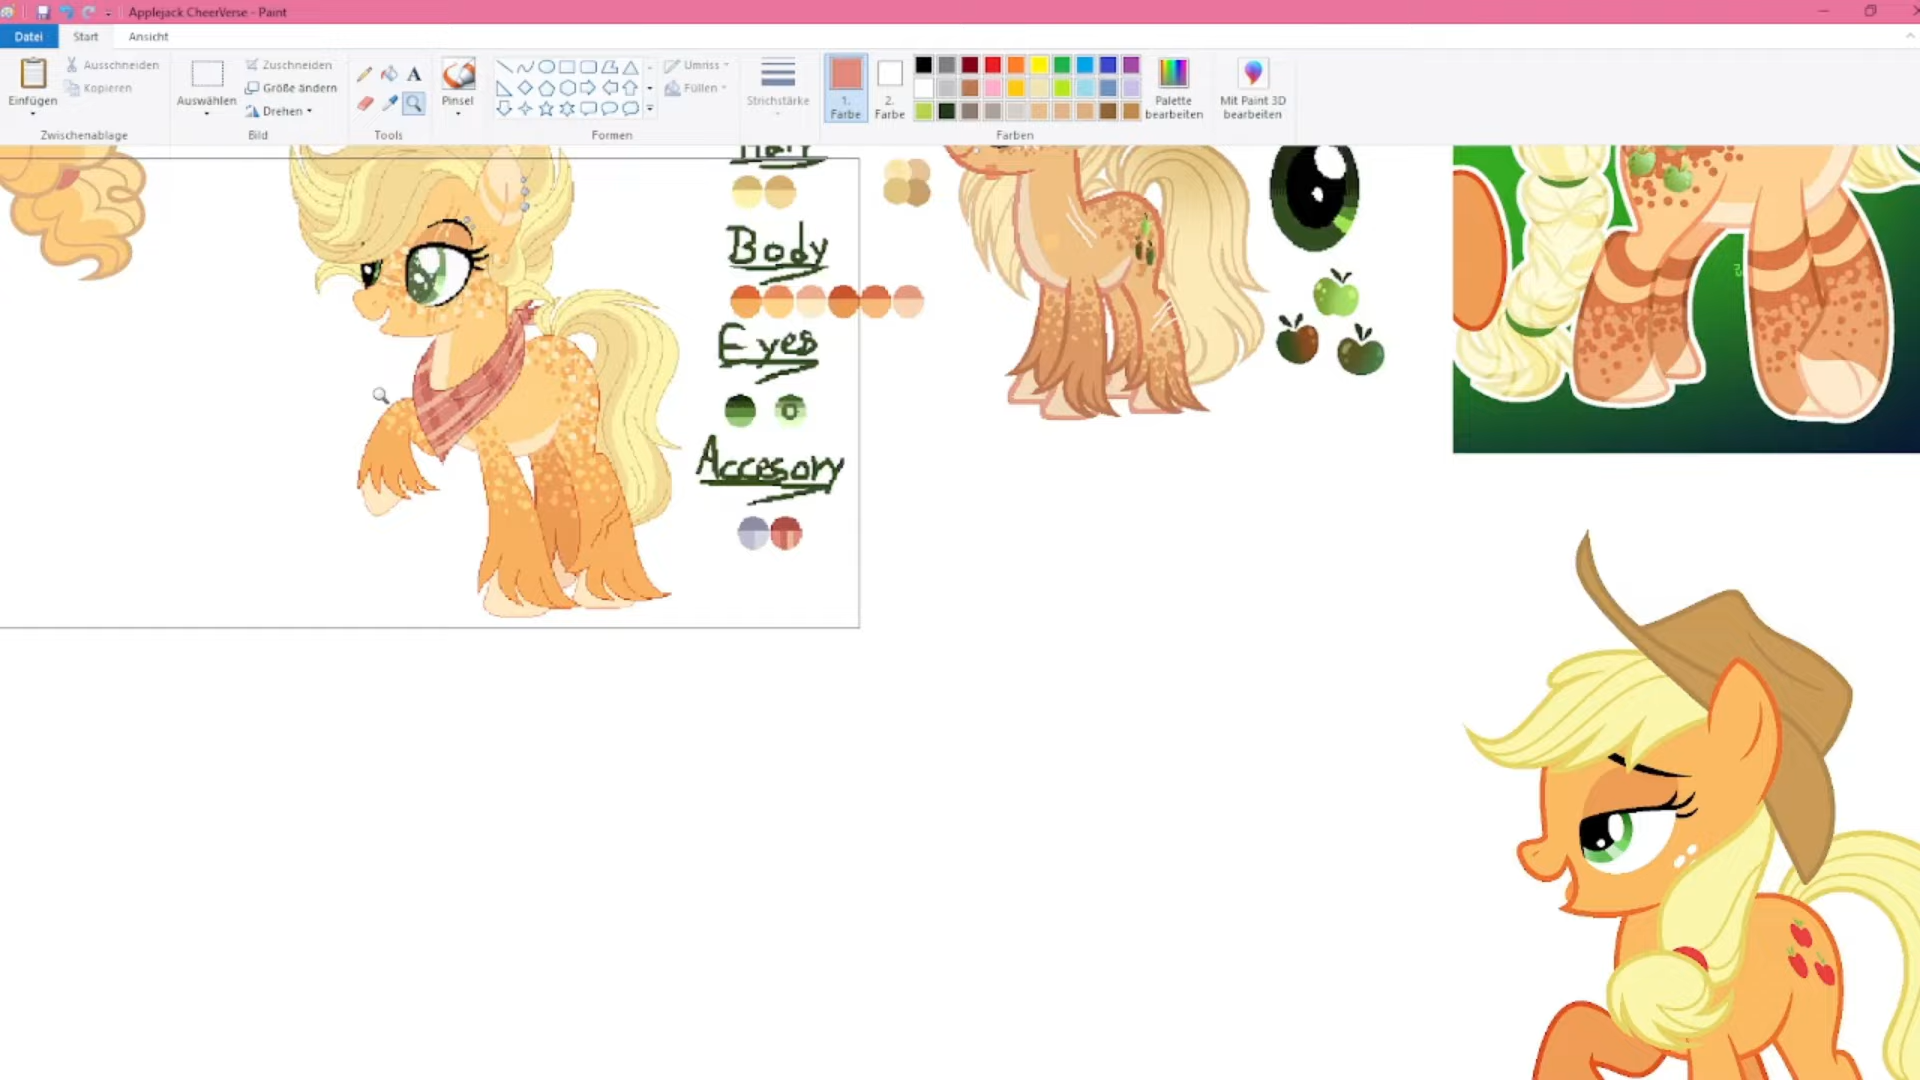 Applejack CheerVerse - Paint
Datei Start Ansicht
Einfügen
Ausschneiden
Kopieren
Zwischenablage
Auswählen
Zuschneiden
Größe ändern
Drehen
Bild
A
Tools
Pinsel
Formen
Umriss
Füllen
Strichstärke
1.
Farbe
2.
Farbe
Palette
bearbeiten
Mit Paint 3D
bearbeiten
Farben
Hair
Body
Eyes
Accesory